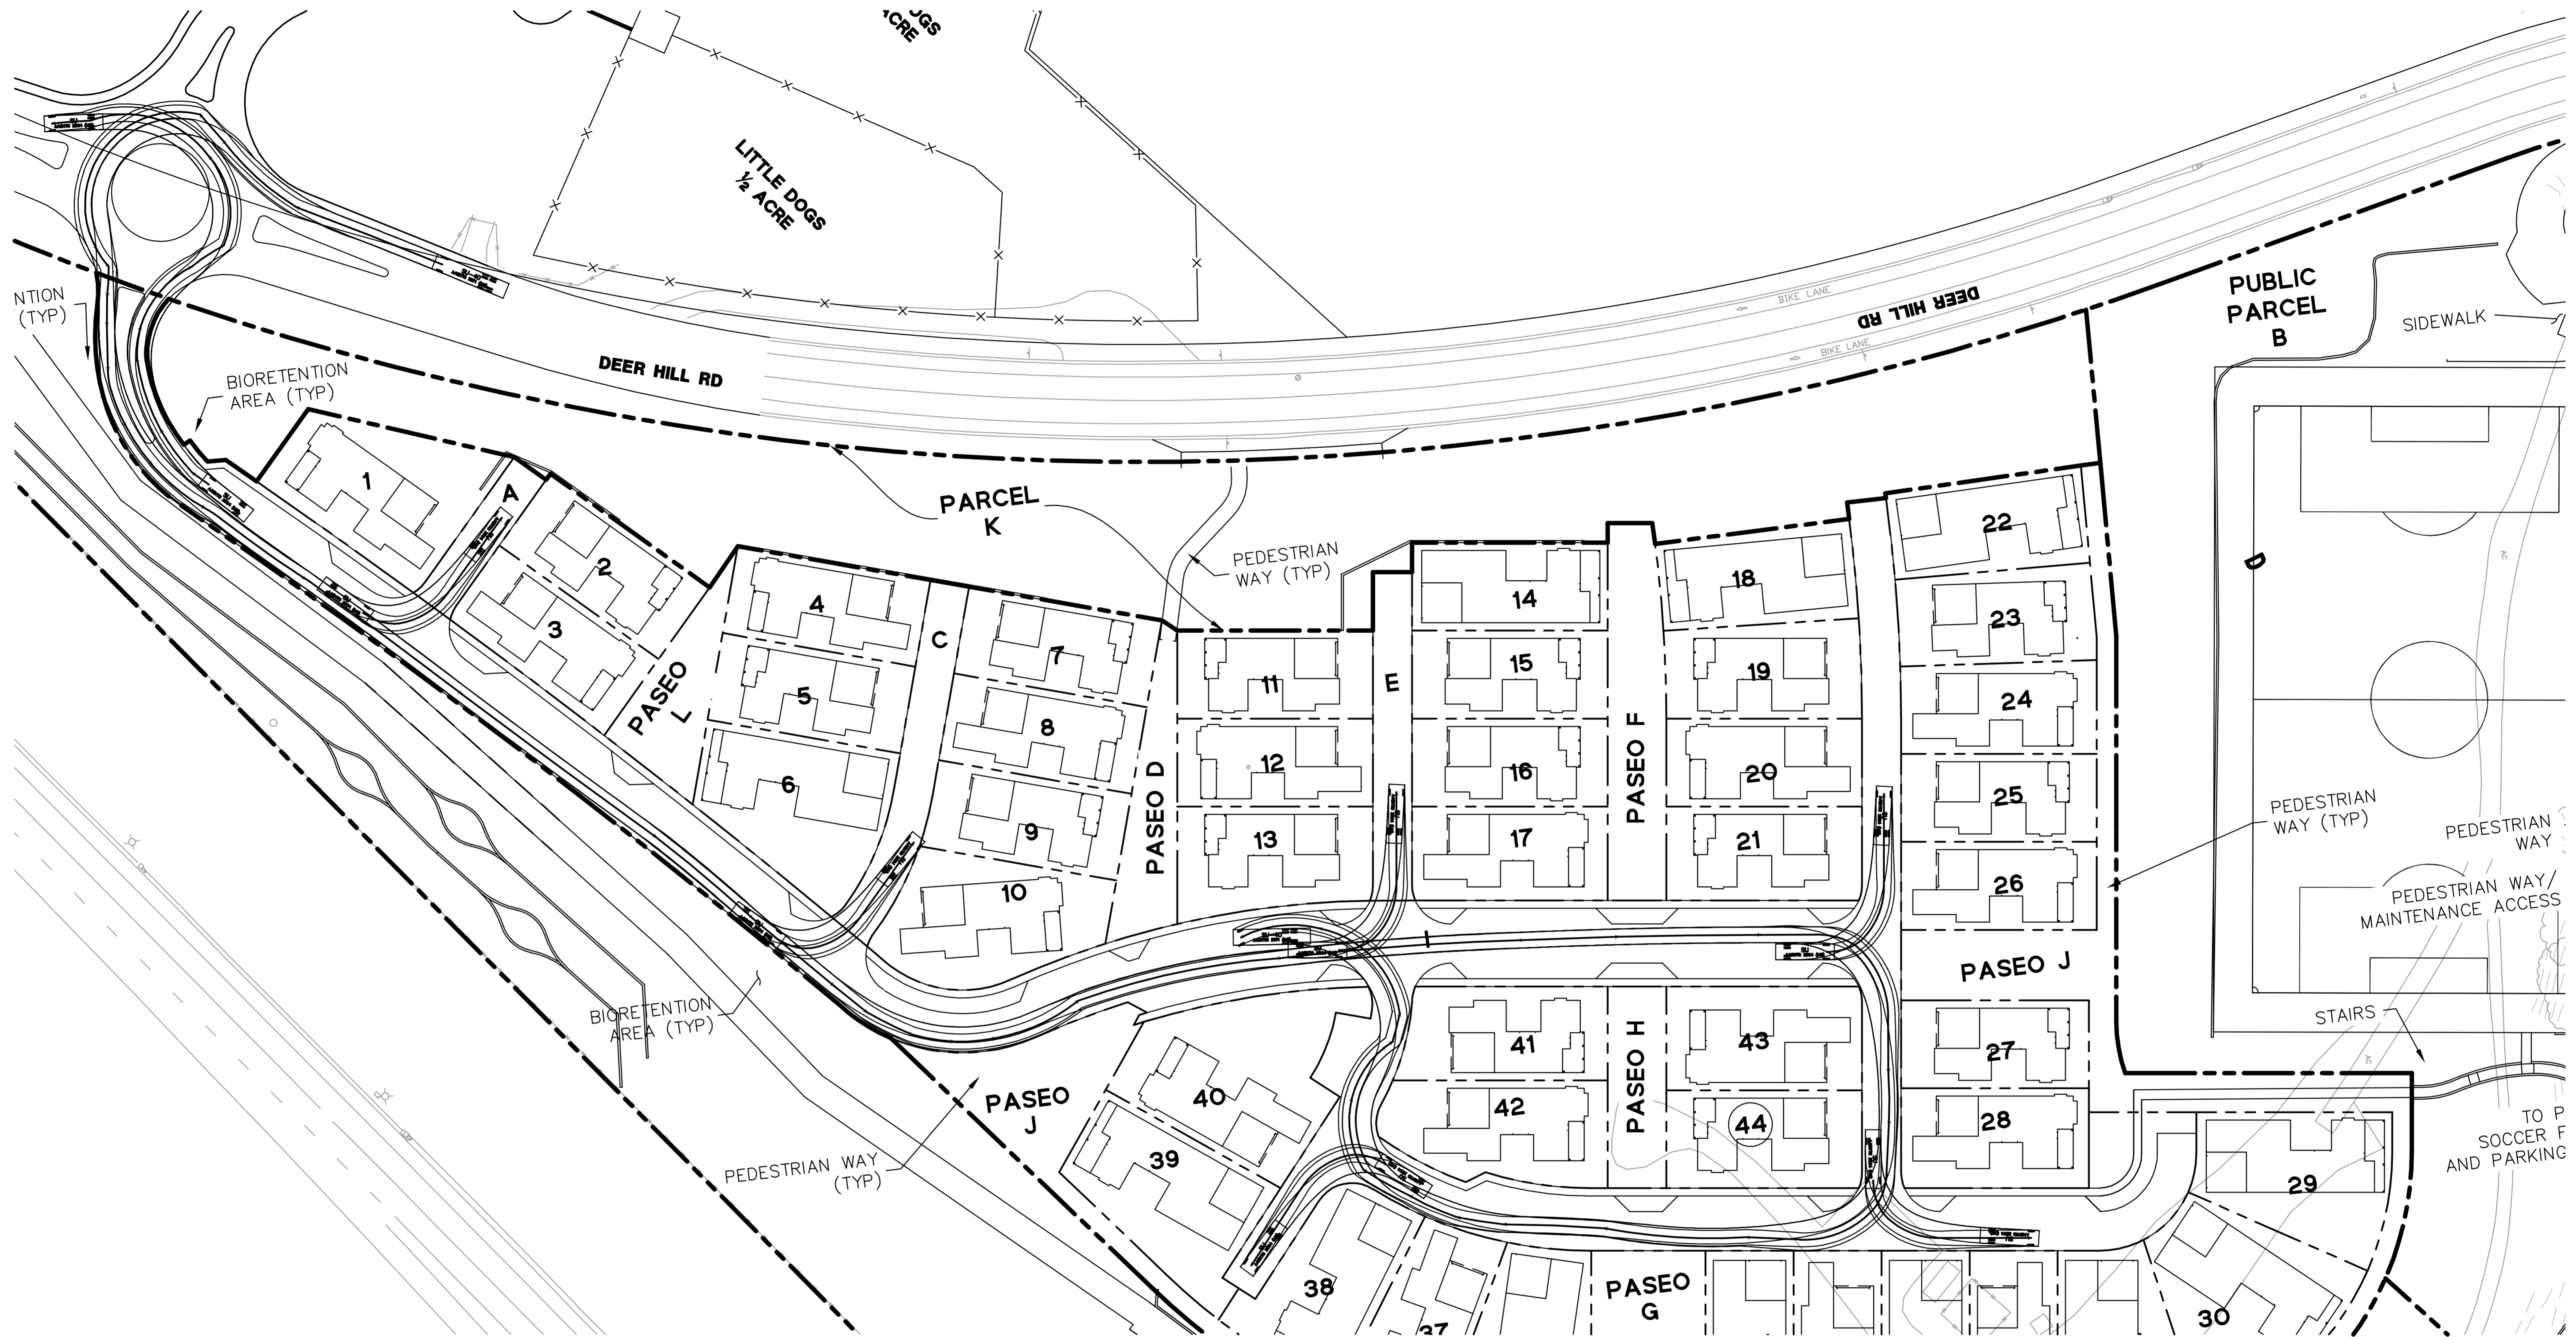 OGS
ACRE
LITTLE DOGS
½ ACRE
DEER HILL RD
BIKE LANE
DEER HILL RD
BIKE LANE
PUBLIC
PARCEL
B
SIDEWALK
NTION
(TYP)
BIORETENTION
AREA (TYP)
PARCEL
K
PEDESTRIAN
WAY (TYP)
1
A
2
3
PASEO
L
4
5
6
C
7
8
9
10
PASEO D
11
12
13
E
14
15
16
17
PASEO F
18
19
20
21
22
23
24
25
26
D
AC
PEDESTRIAN
WAY (TYP)
PEDESTRIAN
WAY
PEDESTRIAN WAY/
MAINTENANCE ACCESS
I
PASEO J
BIORETENTION
AREA (TYP)
STAIRS
PASEO
J
PEDESTRIAN WAY
(TYP)
40
39
41
42
PASEO H
43
44
27
28
29
AC
TO P
SOCCER F
AND PARKING
38
37
PASEO
G
30